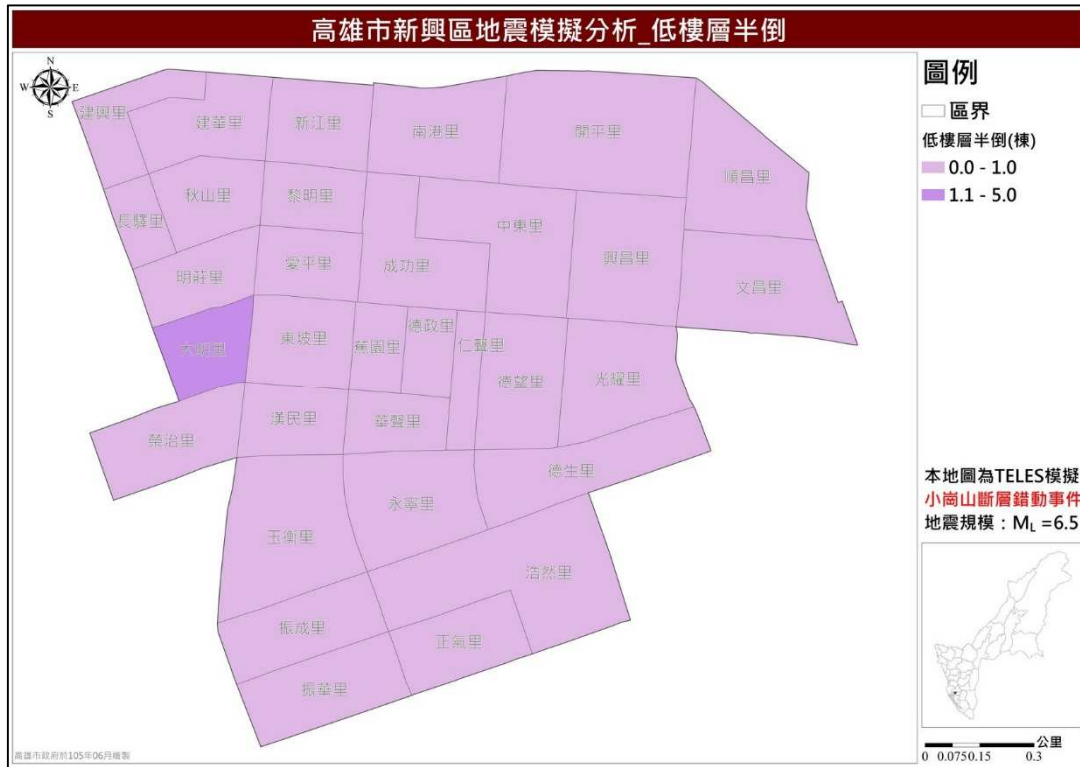 高雄市新興區地震模擬分析_低樓層半倒
N
W
E
S
建興里
建華里
新江里
南港里
開平里
順昌里
秋山里
黎明里
中東里
長驛里
興昌里
明莊里
愛平里
成功里
文昌里
大明里
東坡里
蕉園里
德政里
仁聲里
德望里
光耀里
榮治里
漢民里
華聲里
德生里
永寧里
玉衡里
浩然里
振成里
正氣里
振華里
高雄市政府於105年06月繪製
圖例
區界
低樓層半倒(棟)
0.0 - 1.0
1.1 - 5.0
本地圖為TELES模擬
小崗山斷層錯動事件
地震規模：ML =6.5
公里
0 0.0750.15 0.3